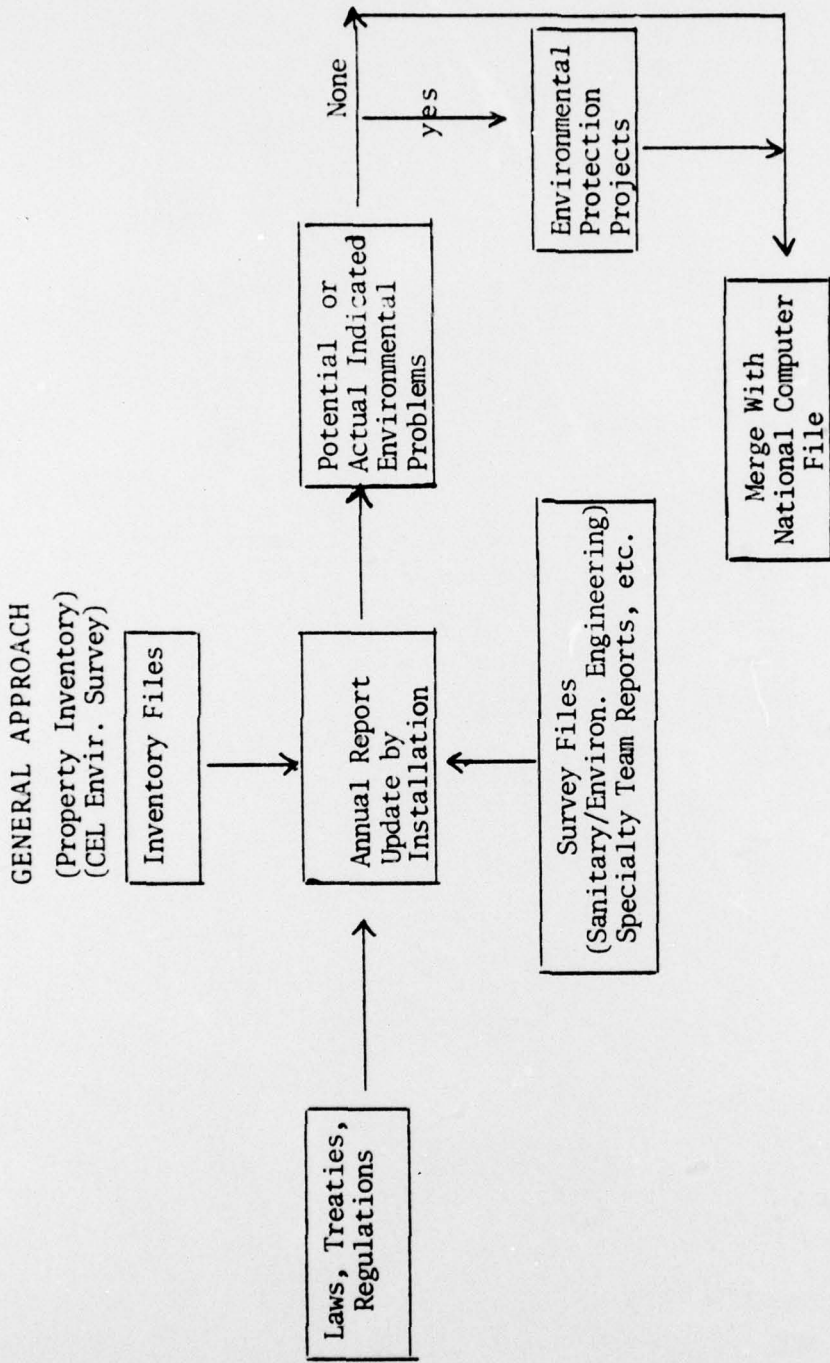 GENERAL APPROACH
(Property Inventory)
(CEL Envir. Survey)
Inventory Files
Laws, Treaties,
Regulations
Annual Report
Update by
Installation
Potential or
Actual Indicated
Environmental
Problems
None
yes
Survey Files
(Sanitary/Environ. Engineering)
Specialty Team Reports, etc.
Environmental
Protection
Projects
Merge With
National Computer
File